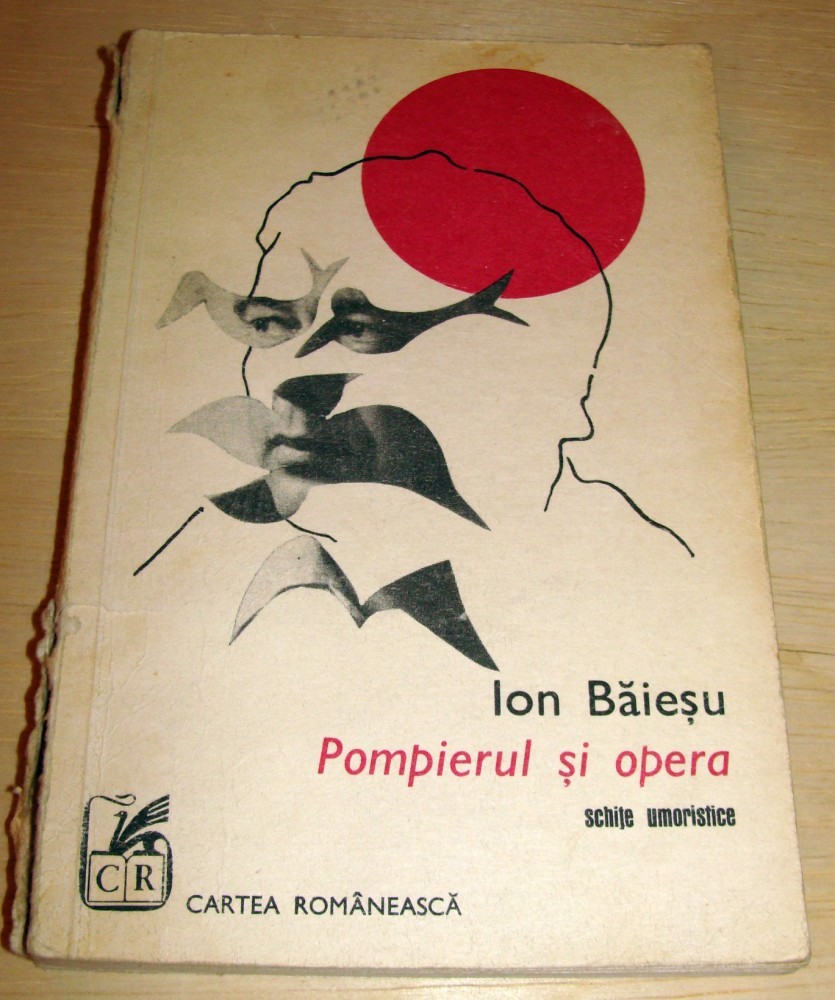 Ion Băieșu
Pompierul și opera
schițe umoristice
CR
CARTEA ROMÂNEASCĂ